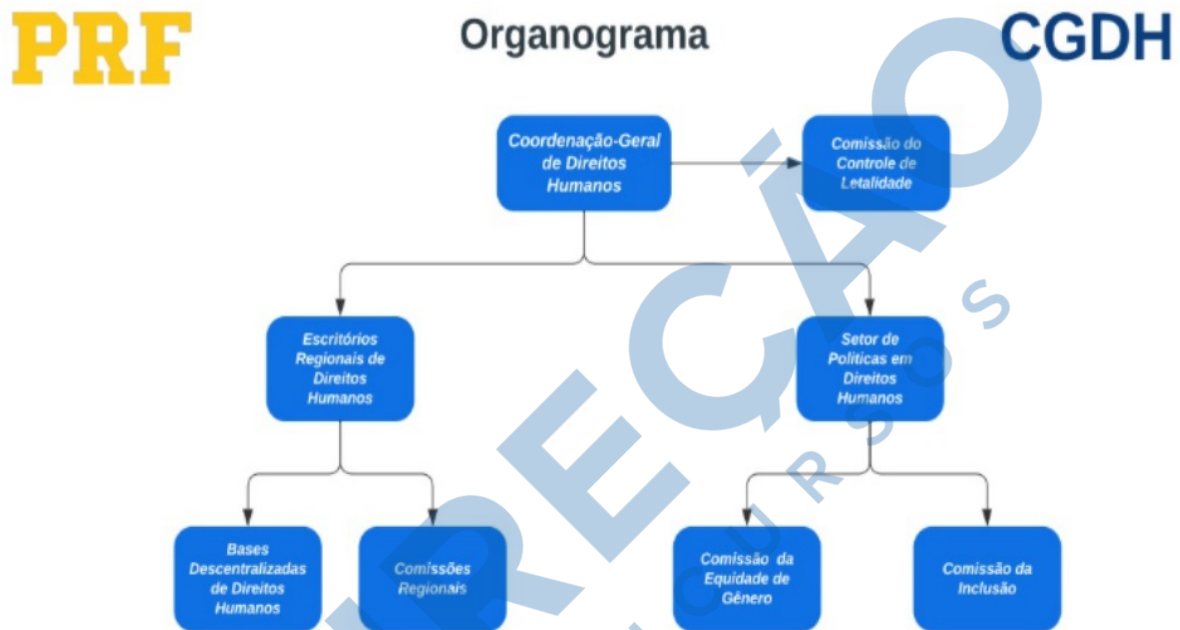 PRF
Organograma
CGDH
Coordenação-Geral
de Direitos
Humanos
Comissão do
Controle de
Letalidade
Escritórios
Regionais de
Direitos
Humanos
Setor de
Políticas em
Direitos
Humanos
Bases
Descentralizadas
de Direitos
Humanos
Comissões
Regionais
Comissão da
Equidade de
Gênero
Comissão da
Inclusão
REÇÃO
CURSOS